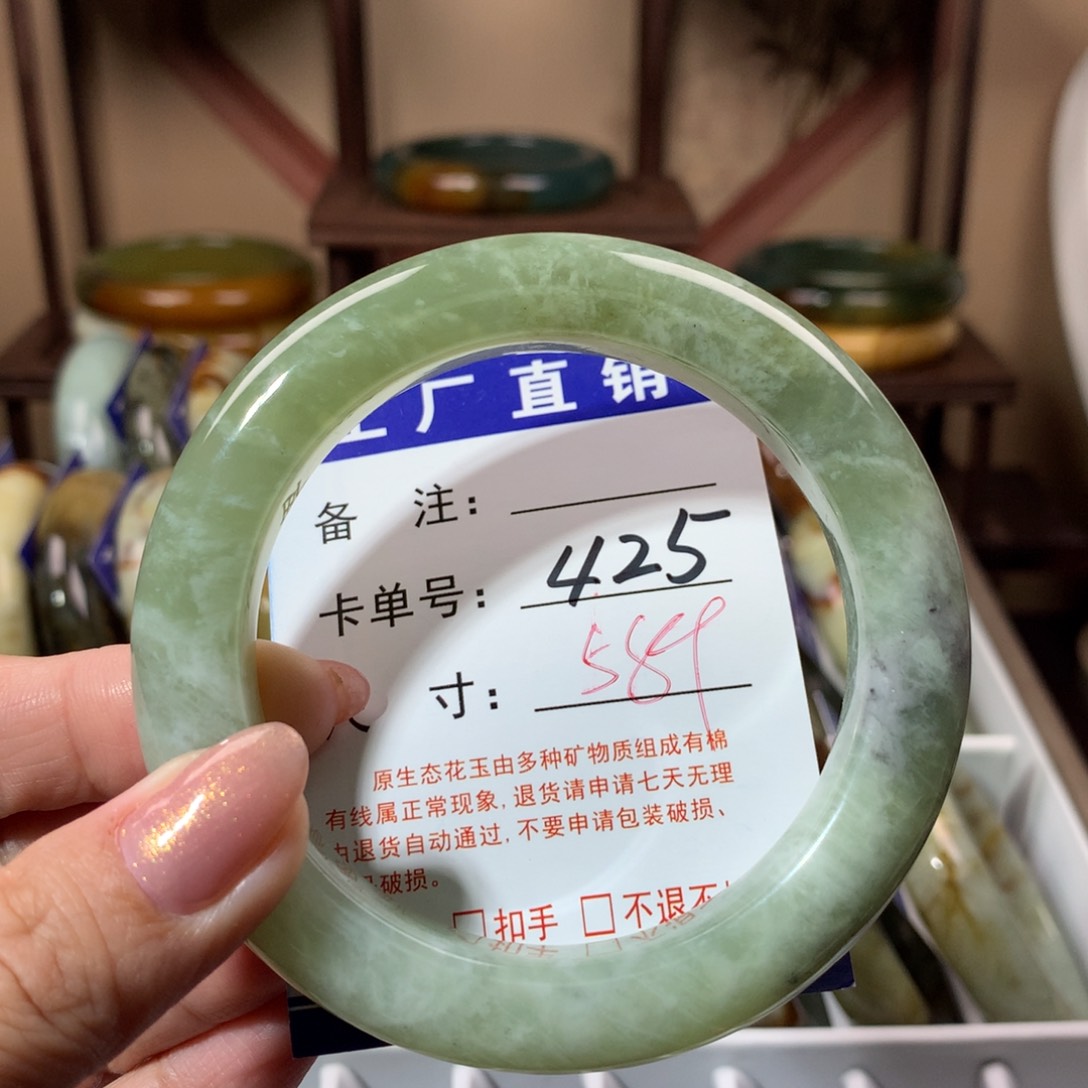 工厂直销
备 注：
卡单号： 425
尺 寸： 589
原生态花玉由多种矿物质组成有棉
有线属正常现象，退货请申请七天无理
由退货自动通过，不要申请包装破损、
破损。
□扣手 □不退不